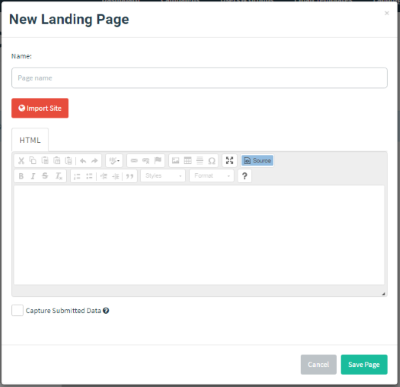 New Landing Page
×
Name:
Page name
Import Site
HTML
Source
B I S Tx Styles Format ?
Capture Submitted Data
Cancel Save Page